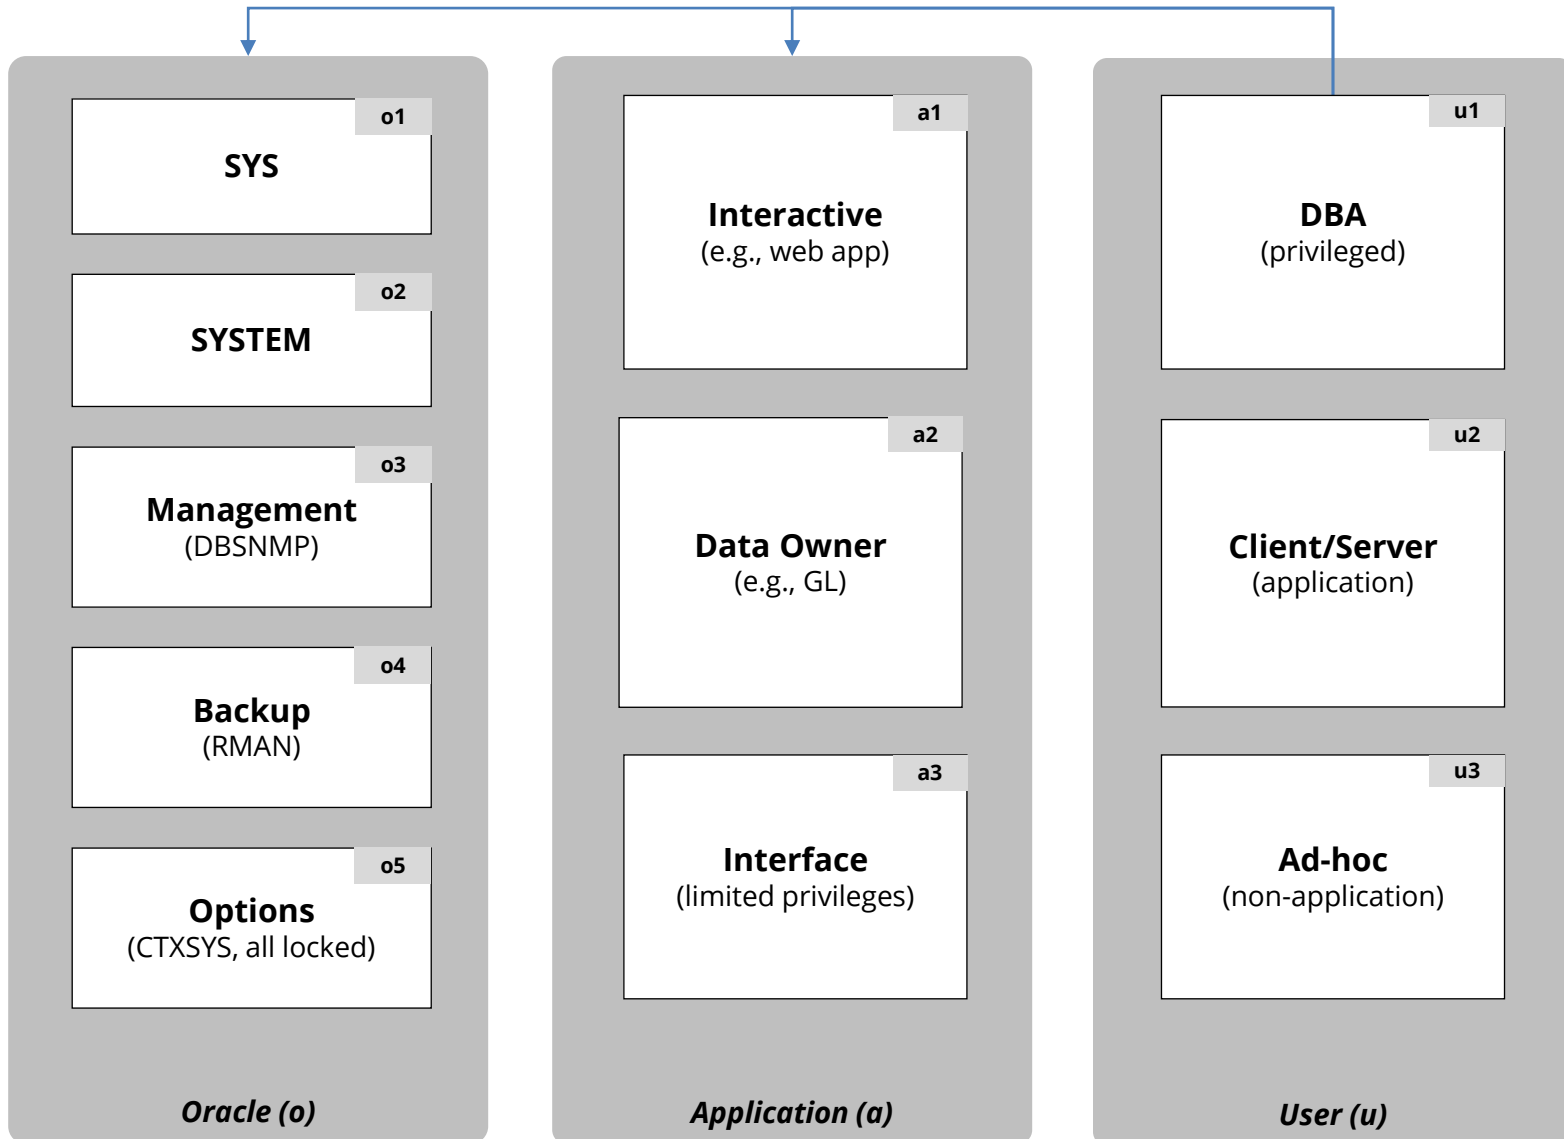 o1
SYS
o2
SYSTEM
o3
Management
(DBSNMP)
o4
Backup
(RMAN)
o5
Options
(CTXSYS, all locked)
Oracle (o)
a1
Interactive
(e.g., web app)
a2
Data Owner
(e.g., GL)
a3
Interface
(limited privileges)
Application (a)
u1
DBA
(privileged)
u2
Client/Server
(application)
u3
Ad-hoc
(non-application)
User (u)